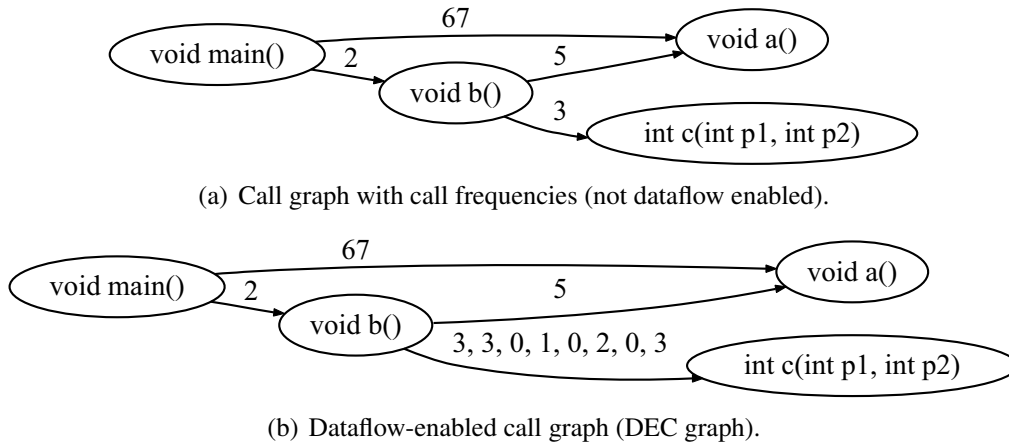 67
void main()
void a()
2
5
void b()
3
int c(int p1, int p2)
(a) Call graph with call frequencies (not dataflow enabled).
67
void main()
void a()
2
5
void b()
3, 3, 0, 1, 0, 2, 0, 3
int c(int p1, int p2)
(b) Dataflow-enabled call graph (DEC graph).